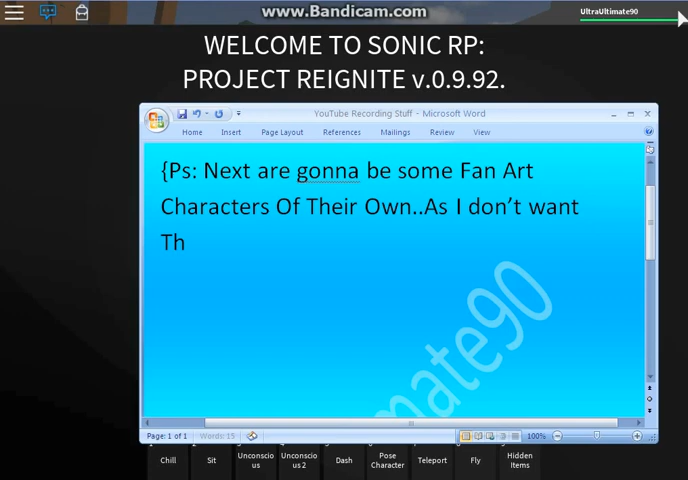 www.Bandicam.com
UltraUltimate90
WELCOME TO SONIC RP:
PROJECT REIGNITE v.0.9.92.
YouTube Recording Stuff - Microsoft Word
Home Insert Page Layout References Mailings Review View
{Ps: Next are gonna be some Fan Art
Characters Of Their Own..As I don't want
Th
mate90
Page: 1 of 1 Words: 15 100%
Chill Sit Unconscio Unconscio Dash Pose Teleport Fly Hidden
us us 2 Character Items